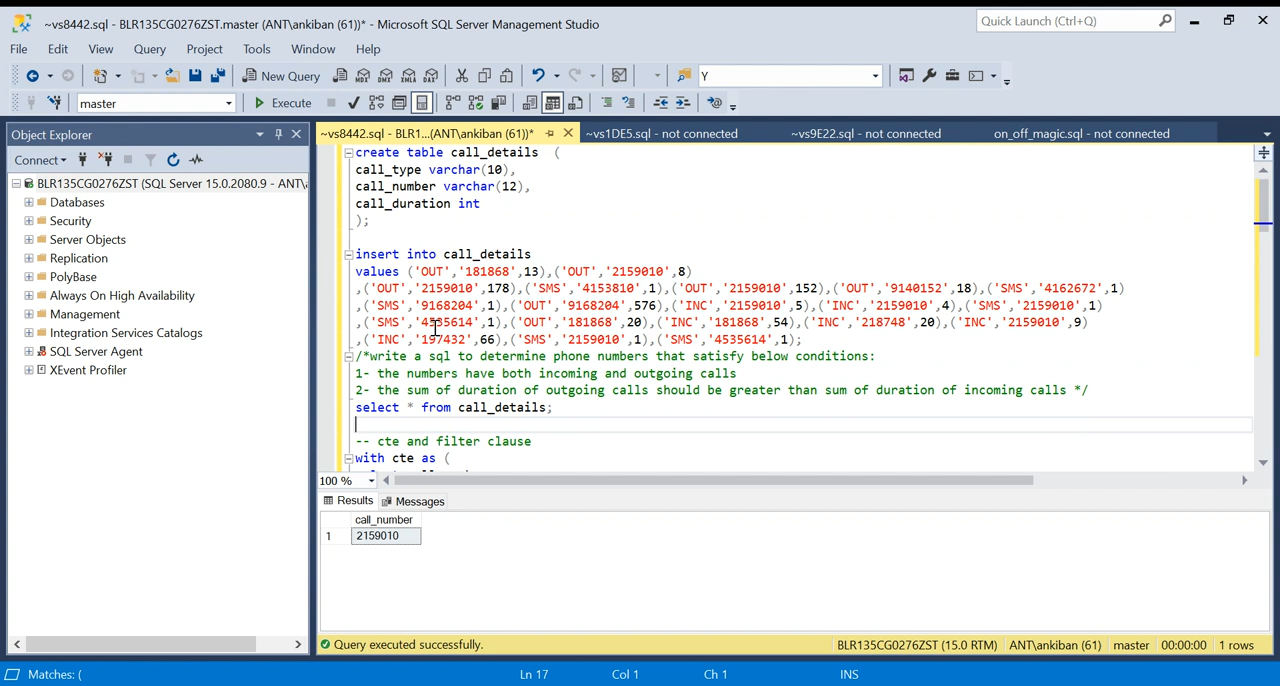 ~vs8442.sql - BLR135CG0276ZST.master (ANT\ankiban (61))* - Microsoft SQL Server Management Studio
Quick Launch (Ctrl+Q)
File Edit View Query Project Tools Window Help
New Query MDX DMX XMLA DAX Y
master Execute
Object Explorer
~vs8442.sql - BLR1...(ANT\ankiban (61))* ~vs1DE5.sql - not connected ~vs9E22.sql - not connected on_off_magic.sql - not connected
Connect
BLR135CG0276ZST (SQL Server 15.0.2080.9 - ANT\
Databases
Security
Server Objects
Replication
PolyBase
Always On High Availability
Management
Integration Services Catalogs
SQL Server Agent
XEvent Profiler
create table call_details (
call_type varchar(10),
call_number varchar(12),
call_duration int
);
insert into call_details
values ('OUT','181868',13),('OUT','2159010',8)
,('OUT','2159010',178),('SMS','4153810',1),('OUT','2159010',152),('OUT','9140152',18),('SMS','4162672',1)
,('SMS','9168204',1),('OUT','9168204',576),('INC','2159010',5),('INC','2159010',4),('SMS','2159010',1)
,('SMS','4535614',1),('OUT','181868',20),('INC','181868',54),('INC','218748',20),('INC','2159010',9)
,('INC','197432',66),('SMS','2159010',1),('SMS','4535614',1);
/*write a sql to determine phone numbers that satisfy below conditions:
1- the numbers have both incoming and outgoing calls
2- the sum of duration of outgoing calls should be greater than sum of duration of incoming calls */
select * from call_details;
-- cte and filter clause
with cte as (
100 %
Results Messages
call_number
1 2159010
Query executed successfully. BLR135CG0276ZST (15.0 RTM) ANT\ankiban (61) master 00:00:00 1 rows
Matches: ( Ln 17 Col 1 Ch 1 INS